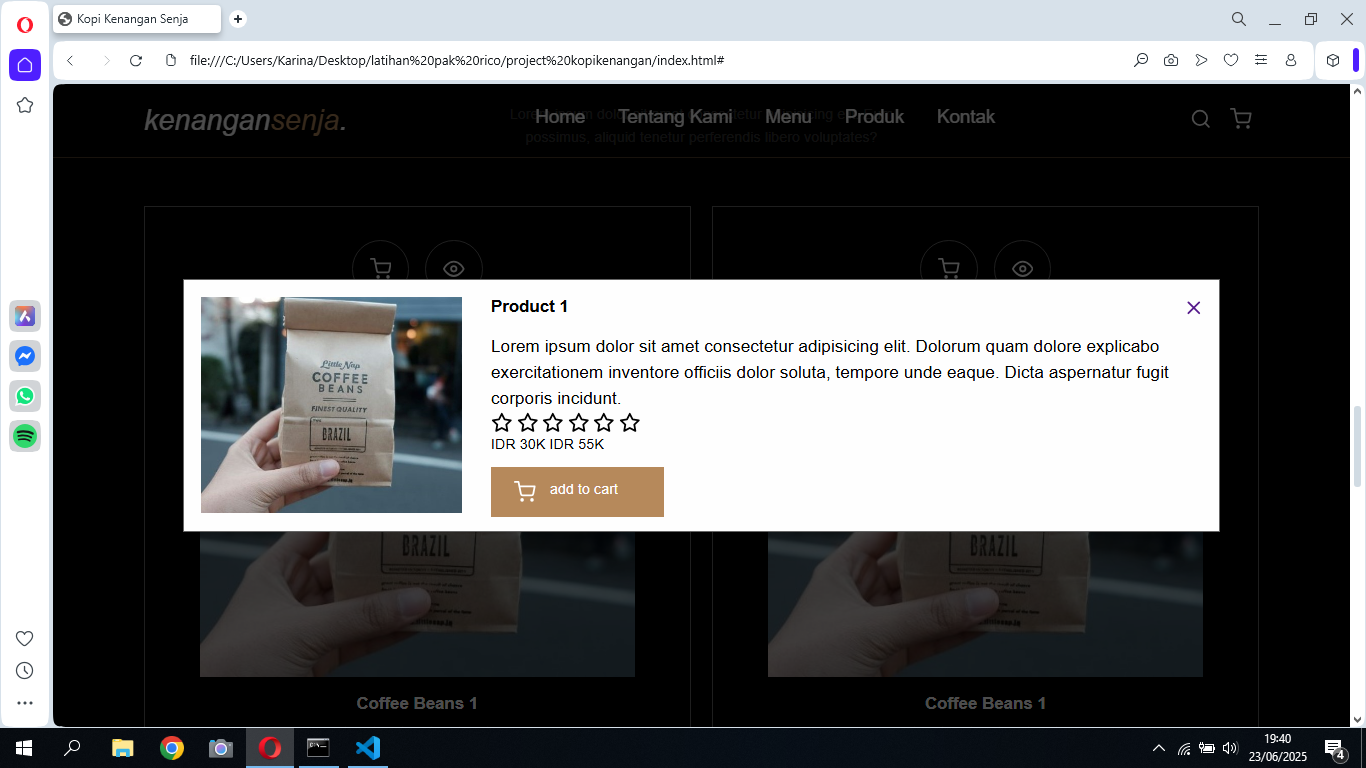 Kopi Kenangan Senja
file:///C:/Users/Karina/Desktop/latihan%20pak%20rico/project%20kopikenangan/index.html#
kenangansenja.
Home Tentang Kami Menu Produk Kontak
possimus, aliquid tenetur perferendis libero voluptates?
Product 1
Lorem ipsum dolor sit amet consectetur adipisicing elit. Dolorum quam dolore explicabo
exercitationem inventore officiis dolor soluta, tempore unde eaque. Dicta aspernatur fugit
corporis incidunt.
IDR 30K IDR 55K
add to cart
Little Nap
COFFEE
BEANS
FINEST QUALITY
BRAZIL
BRAZIL
BRAZIL
Coffee Beans 1
Coffee Beans 1
19:40
23/06/2025
4